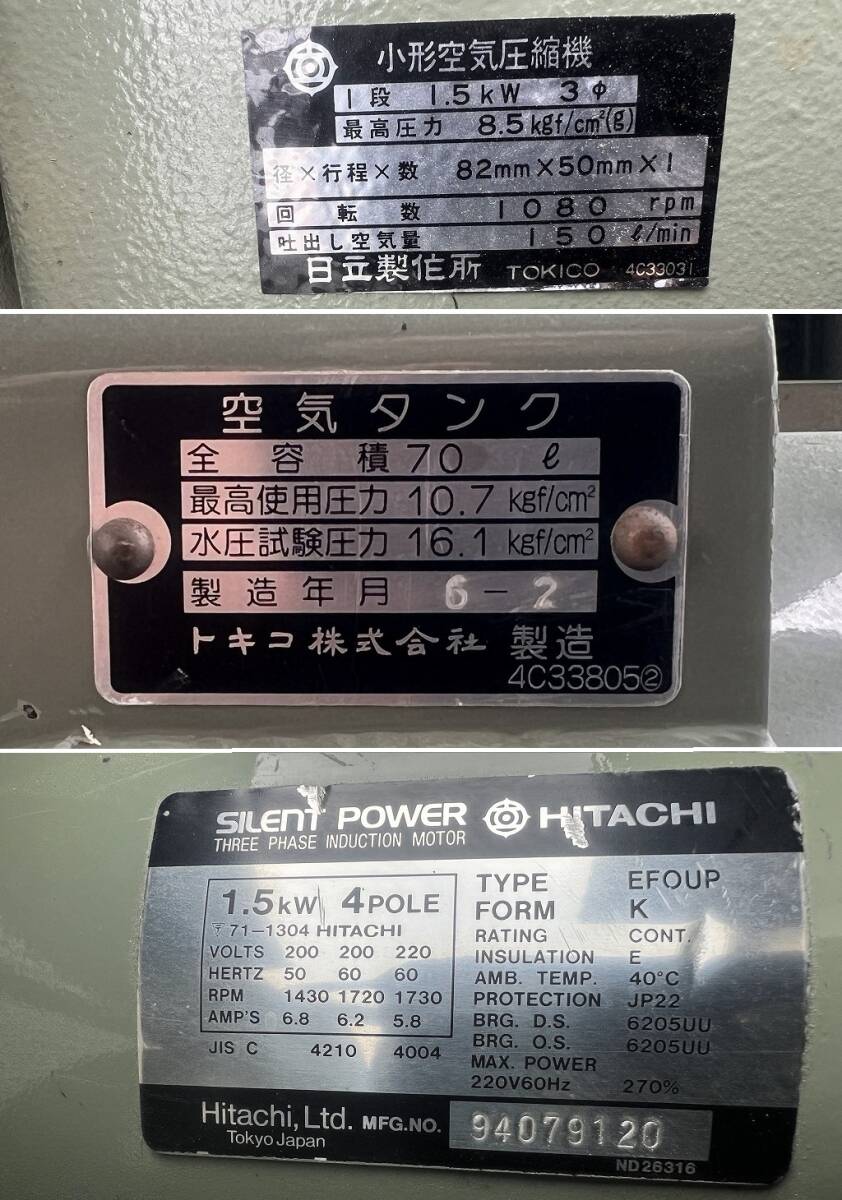 小形空気圧縮機
1段 1.5kW 3φ
最高圧力 8.5kgf/cm²(g)
径×行程×数 82mm×50mm×1
回転数 1080 rpm
吐出し空気量 150 ℓ/min
日立製作所 TOKICO 4C33031
空気タンク
全容積 70 ℓ
最高使用圧力 10.7 kgf/cm²
水圧試験圧力 16.1 kgf/cm²
製造年月 6-2
トキコ株式会社 製造
4C33805②
SILENT POWER HITACHI
THREE PHASE INDUCTION MOTOR
1.5kW 4POLE
〒71-1304 HITACHI
VOLTS 200 200 220
HERTZ 50 60 60
RPM 1430 1720 1730
AMP'S 6.8 6.2 5.8
JIS C 4210 4004
TYPE EFOUP
FORM K
RATING CONT.
INSULATION E
AMB. TEMP. 40°C
PROTECTION JP22
BRG. D.S. 6205UU
BRG. O.S. 6205UU
MAX. POWER
220V60Hz 270%
Hitachi, Ltd. MFG.NO. 94079120
Tokyo Japan
ND26316